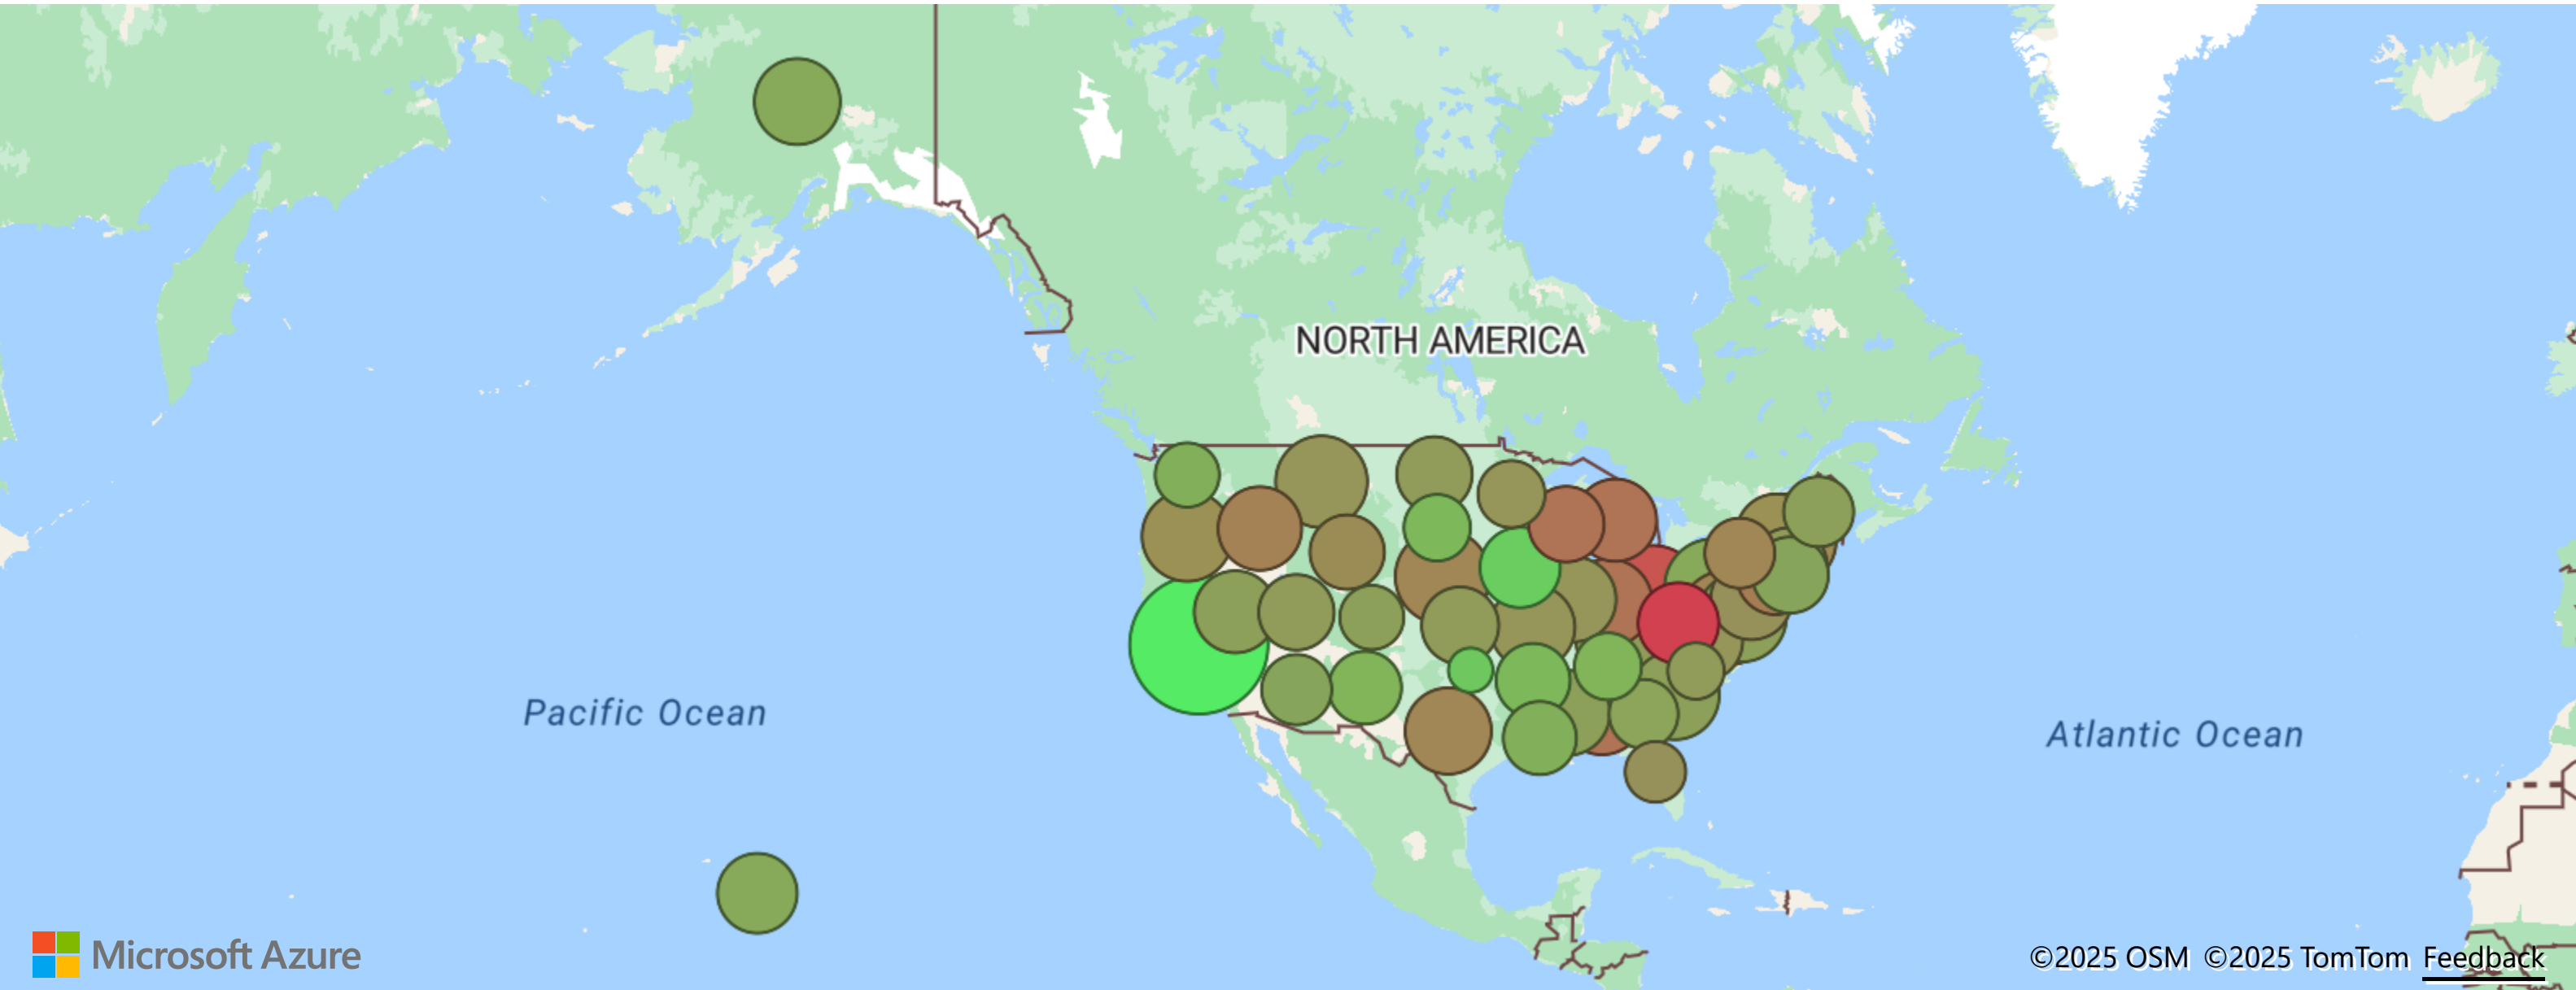 NORTH AMERICA
Pacific Ocean
Atlantic Ocean
Microsoft Azure
©2025 OSM ©2025 TomTom Feedback